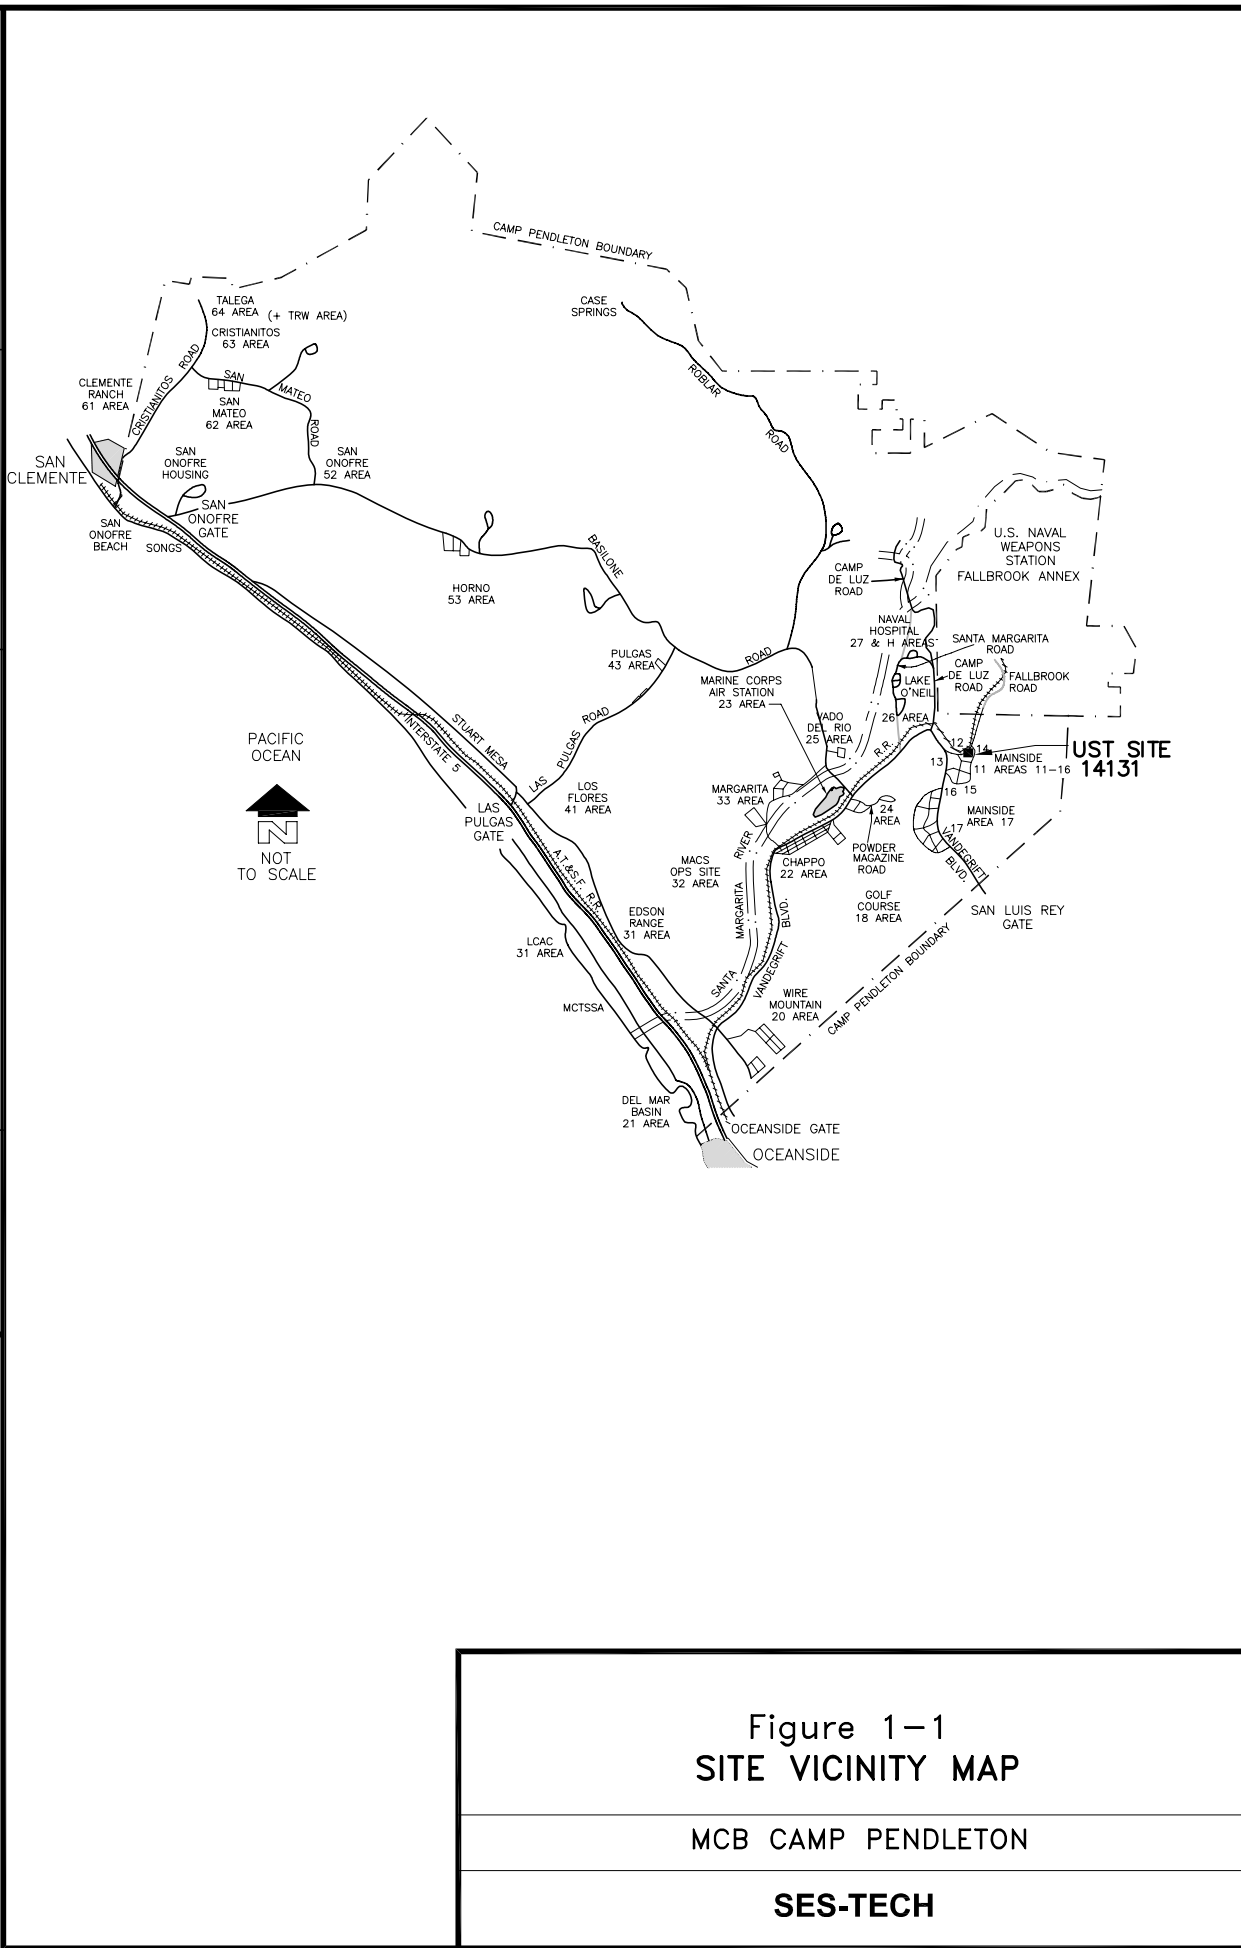 CAMP PENDLETON BOUNDARY
TALEGA
64 AREA
(+ TRW AREA)
CRISTIANITOS
63 AREA
CASE
SPRINGS
CRISTIANITOS ROAD
SAN MATEO ROAD
ROBLAR ROAD
CLEMENTE
RANCH
61 AREA
SAN
MATEO
62 AREA
SAN
CLEMENTE
SAN
ONOFRE
HOUSING
SAN
ONOFRE
52 AREA
SAN
ONOFRE
GATE
SAN
ONOFRE
BEACH
SONGS
BASILONE ROAD
HORNO
53 AREA
U.S. NAVAL
WEAPONS
STATION
FALLBROOK ANNEX
CAMP
DE LUZ
ROAD
NAVAL
HOSPITAL
27 & H AREAS
SANTA MARGARITA
ROAD
PULGAS
43 AREA
MARINE CORPS
AIR STATION
23 AREA
LAKE
O'NEIL
CAMP
DE LUZ
ROAD
FALLBROOK
ROAD
VADO
DEL RIO
25 AREA
26 AREA
R.R.
LAS PULGAS ROAD
STUART MESA
INTERSTATE 5
PACIFIC
OCEAN
N
NOT
TO SCALE
12
14
13
11
MAINSIDE
AREAS 11-16
16
15
UST SITE
14131
LOS
FLORES
41 AREA
MARGARITA
33 AREA
LAS
PULGAS
GATE
24
AREA
MAINSIDE
AREA 17
17
VANDEGRIFT
BLVD.
POWDER
MAGAZINE
ROAD
CHAPPO
22 AREA
MACS
OPS SITE
32 AREA
A.T.&S.F. R.R.
SANTA MARGARITA RIVER
VANDEGRIFT BLVD.
GOLF
COURSE
18 AREA
SAN LUIS REY
GATE
EDSON
RANGE
31 AREA
LCAC
31 AREA
CAMP PENDLETON BOUNDARY
MCTSSA
WIRE
MOUNTAIN
20 AREA
DEL MAR
BASIN
21 AREA
OCEANSIDE GATE
OCEANSIDE
Figure 1-1
SITE VICINITY MAP
MCB CAMP PENDLETON
SES-TECH